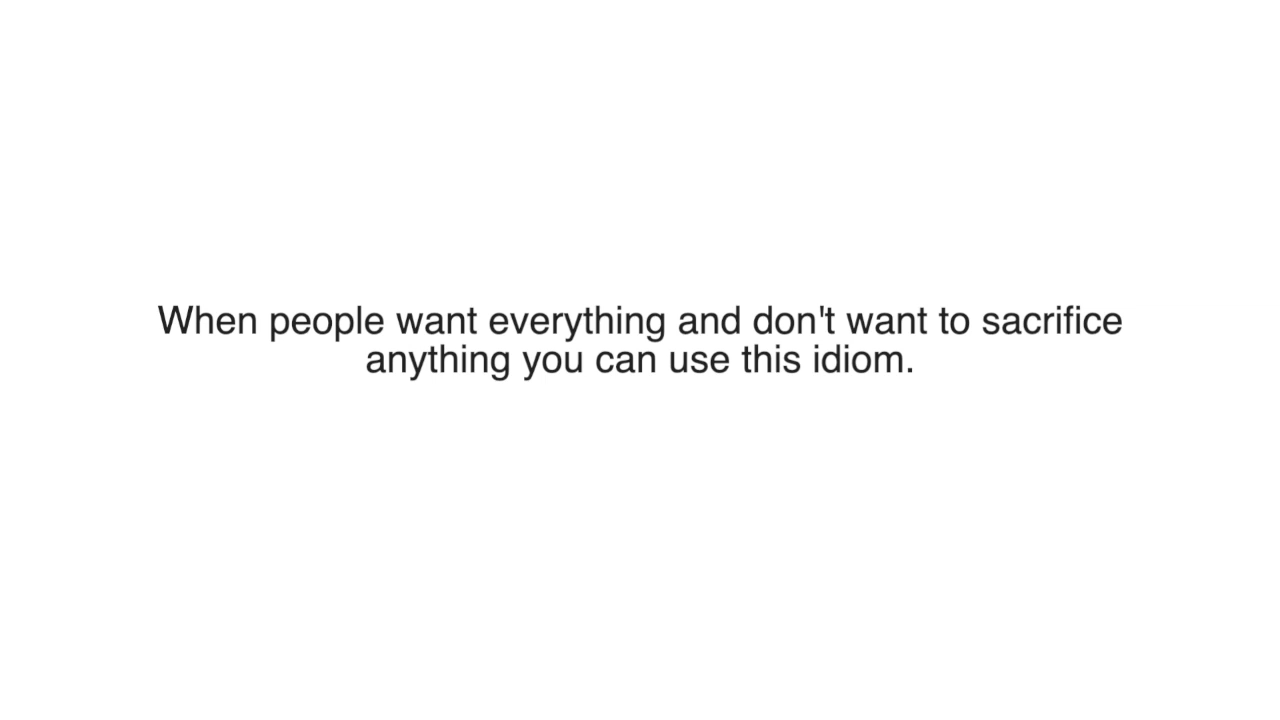 When people want everything and don't want to sacrifice
anything you can use this idiom.